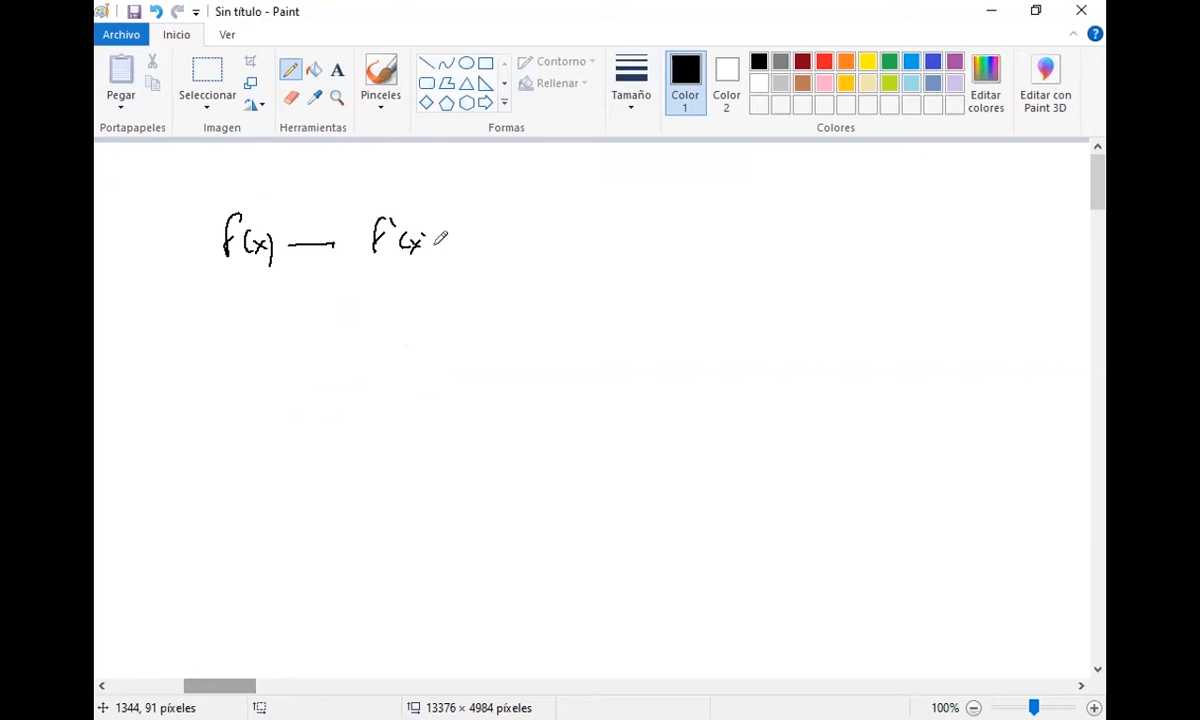 Sin título - Paint
Archivo Inicio Ver
Pegar Seleccionar A Pinceles Contorno Rellenar Tamaño Color 1 Color 2 Editar colores Editar con Paint 3D
Portapapeles Imagen Herramientas Formas Colores
f(x) — f'(x
1344, 91 píxeles 13376 × 4984 píxeles 100%